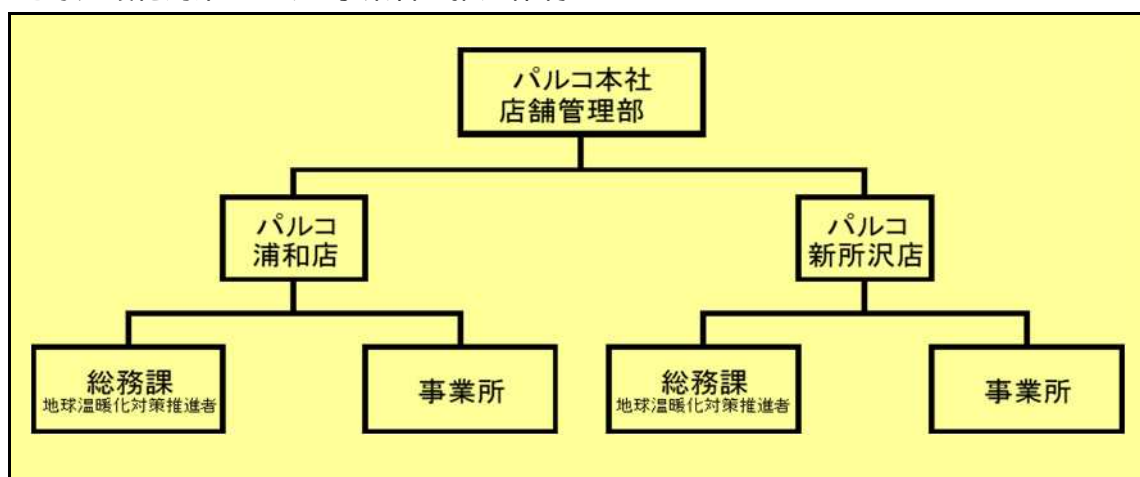 パルコ本社
店舗管理部
パルコ
浦和店
パルコ
新所沢店
総務課
地球温暖化対策推進者
事業所
総務課
地球温暖化対策推進者
事業所